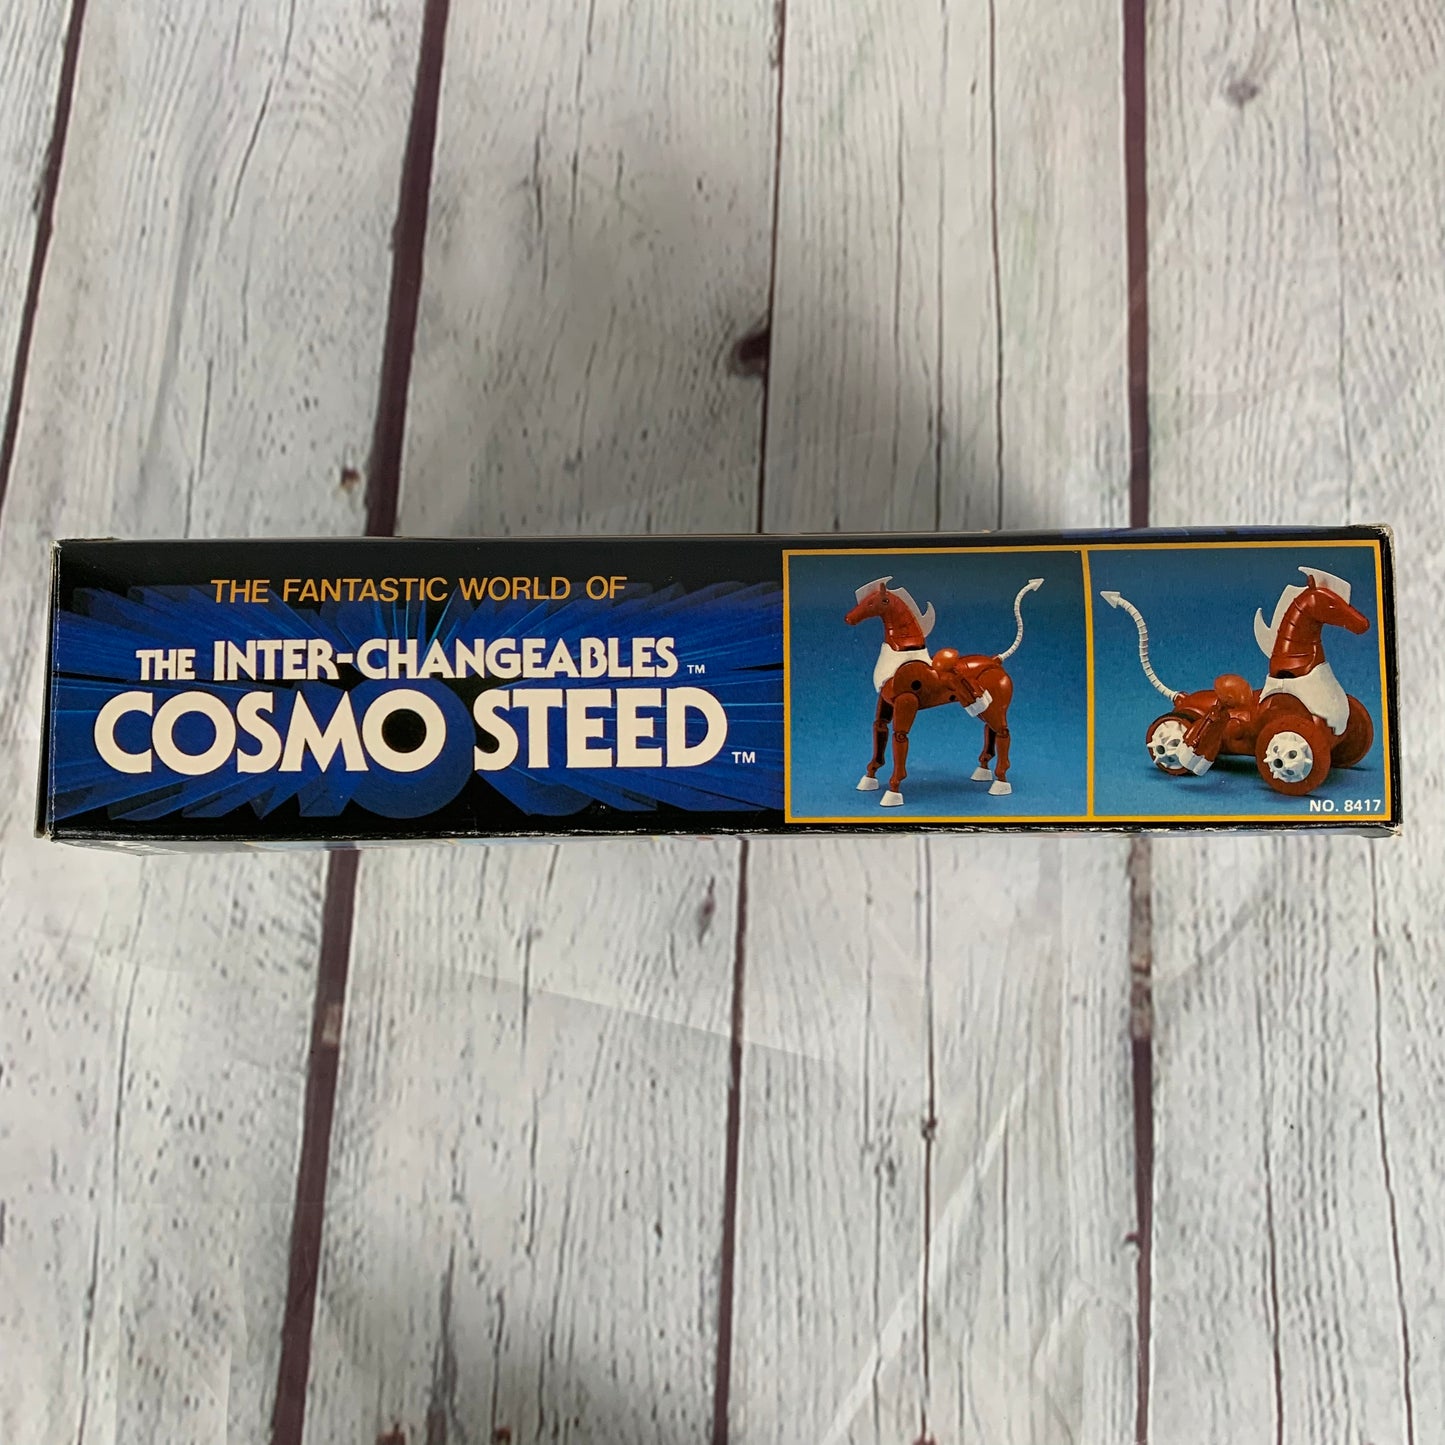 THE FANTASTIC WORLD OF
THE INTER-CHANGEABLES™
COSMO STEED™
NO. 8417